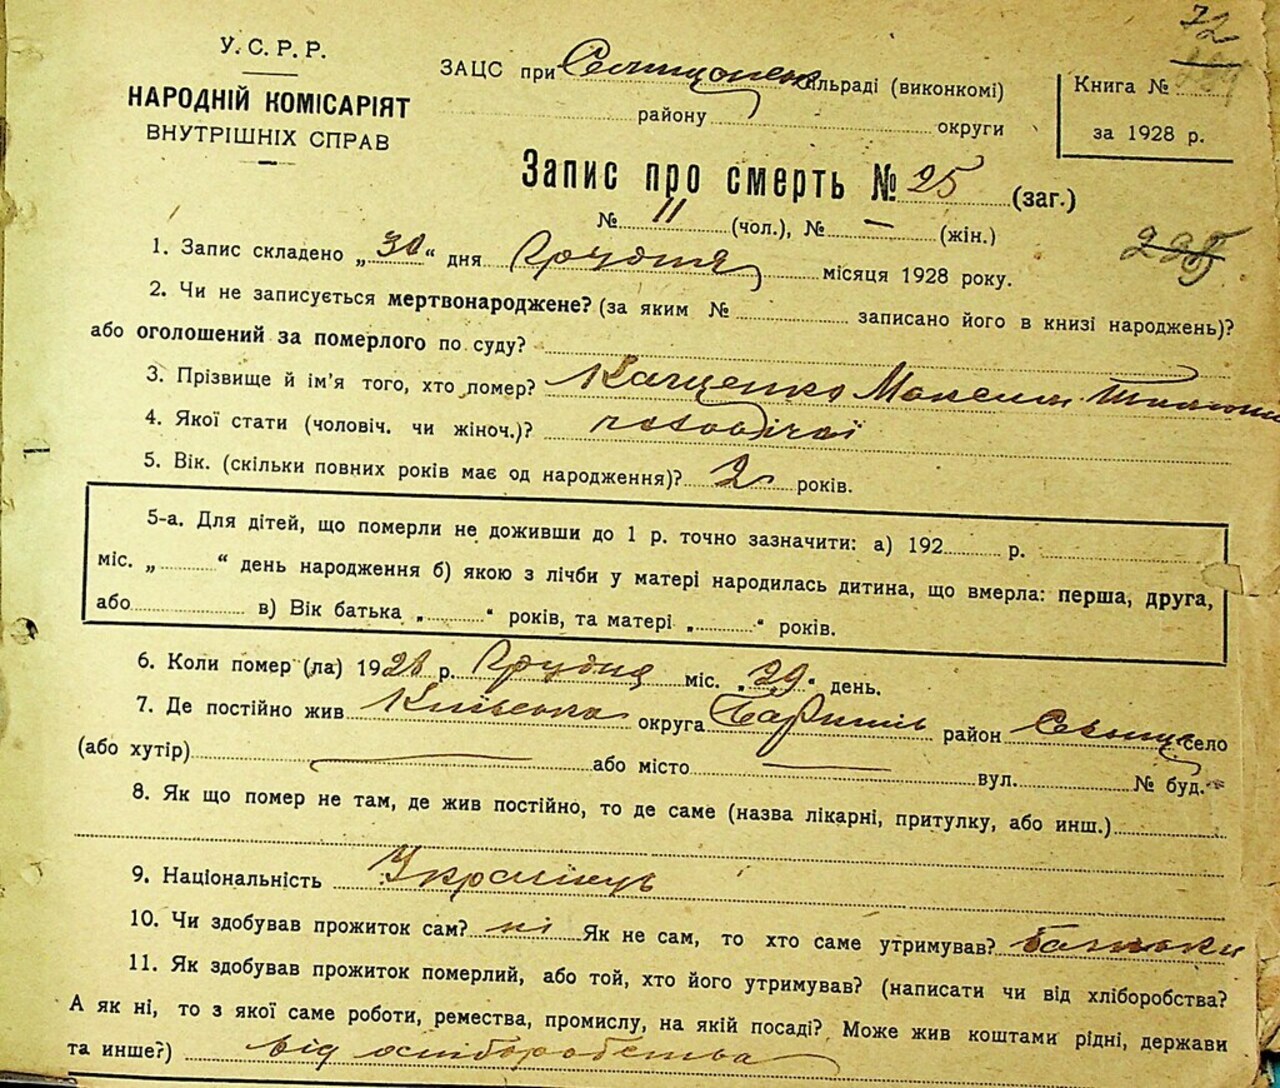 72
У. С. Р. Р.
НАРОДНІЙ КОМІСАРІЯТ
ВНУТРІШНІХ СПРАВ
ЗАЦС при Селищанск сільраді (виконкомі)
району округи
Книга №
за 1928 р.
Запис про смерть № 25 (заг.)
№ 11 (чол.), № — (жін.)
235
1. Запис складено „30“ дня Грудня місяця 1928 року.
2. Чи не записується мертвонароджене? (за яким № записано його в книзі народжень)?
або оголошений за померлого по суду?
3. Прізвище й ім'я того, хто помер? Каченко Максим
4. Якої стати (чоловіч. чи жіноч.)? чоловічої
5. Вік. (скільки повних років має од народження)? 2 років.
5-а. Для дітей, що померли не доживши до 1 р. точно зазначити: а) 192 р.
міс. „ “ день народження б) якою з лічби у матері народилась дитина, що вмерла: перша, друга,
або в) Вік батька „ “ років, та матері „ “ років.
6. Коли помер (ла) 1928 р. Грудня міс. „29“ день.
7. Де постійно жив Київська округа Баришів район Селище село
(або хутір) — або місто — вул. № буд.
8. Як що помер не там, де жив постійно, то де саме (назва лікарні, притулку, або инш.)
9. Національність Українець
10. Чи здобував прожиток сам? ні Як не сам, то хто саме утримував? батьки
11. Як здобував прожиток померлий, або той, хто його утримував? (написати чи від хліборобства?
А як ні, то з якої саме роботи, ремества, промислу, на якій посаді? Може жив коштами рідні, держави
та инше?) від хліборобства